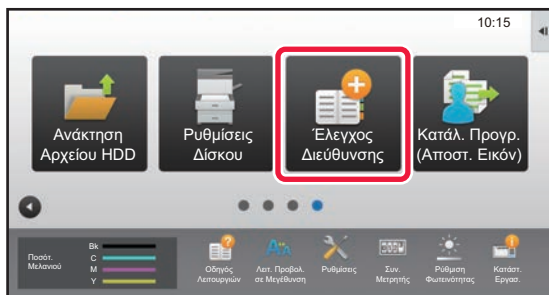 10:15
Ανάκτηση
Αρχείου HDD
Ρυθμίσεις
Δίσκου
Έλεγχος
Διεύθυνσης
Κατάλ. Προγρ.
(Αποστ. Εικόν)
Ποσότ.
Μελανιού
Bk
C
M
Y
Οδηγός
Λειτουργιών
Λειτ. Προβολ.
σε Μεγέθυνση
Ρυθμίσεις
Συν.
Μετρητής
Ρύθμιση
Φωτεινότητας
Κατάστ.
Εργασ.